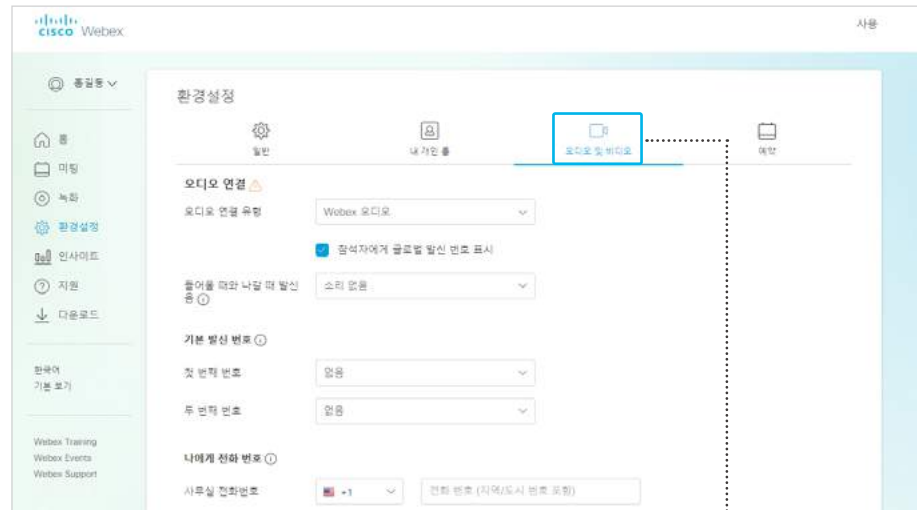 cisco Webex
사용
홍길동
환경설정
일반
내 개인 룸
오디오 및 비디오
예약
홈
미팅
녹화
환경설정
인사이트
지원
다운로드
한국어
기본 보기
Webex Training
Webex Events
Webex Support
오디오 연결
오디오 연결 유형
Webex 오디오
참석자에게 글로벌 발신 번호 표시
들어올 때와 나갈 때 발신
음
소리 없음
기본 발신 번호
첫 번째 번호
없음
두 번째 번호
없음
나에게 전화 번호
사무실 전화번호
+1
전화 번호 (지역/도시 번호 포함)